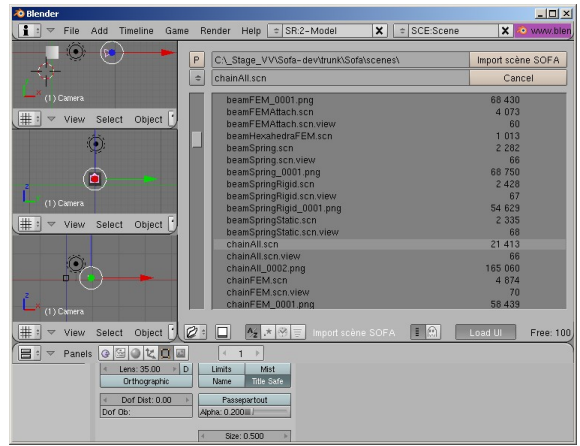 Blender
File Add Timeline Game Render Help SR:2-Model X SCE:Scene X www.blen
P C:\_Stage_VV\Sofa-dev\trunk\Sofa\scenes\ Import scène SOFA
chainAll.scn Cancel
(1) Camera
View Select Object
(1) Camera
View Select Object
(1) Camera
View Select Object
beamFEM_0001.png 68 430
beamFEMAttach.scn 4 073
beamFEMAttach.scn.view 60
beamHexahedraFEM.scn 1 013
beamSpring.scn 2 282
beamSpring.scn.view 66
beamSpring_0001.png 68 750
beamSpringRigid.scn 2 428
beamSpringRigid.scn.view 67
beamSpringRigid_0001.png 54 629
beamSpringStatic.scn 2 335
beamSpringStatic.scn.view 68
chainAll.scn 21 413
chainAll.scn.view 66
chainAll_0002.png 165 060
chainFEM.scn 4 874
chainFEM.scn.view 70
chainFEM_0001.png 58 439
Import scène SOFA Load UI Free: 100
Panels 1
Lens: 35.00 D Limits Mist
Orthographic Name Title Safe
Dof Dist: 0.00 Passepartout
Dof Ob: Alpha: 0.200
Size: 0.500